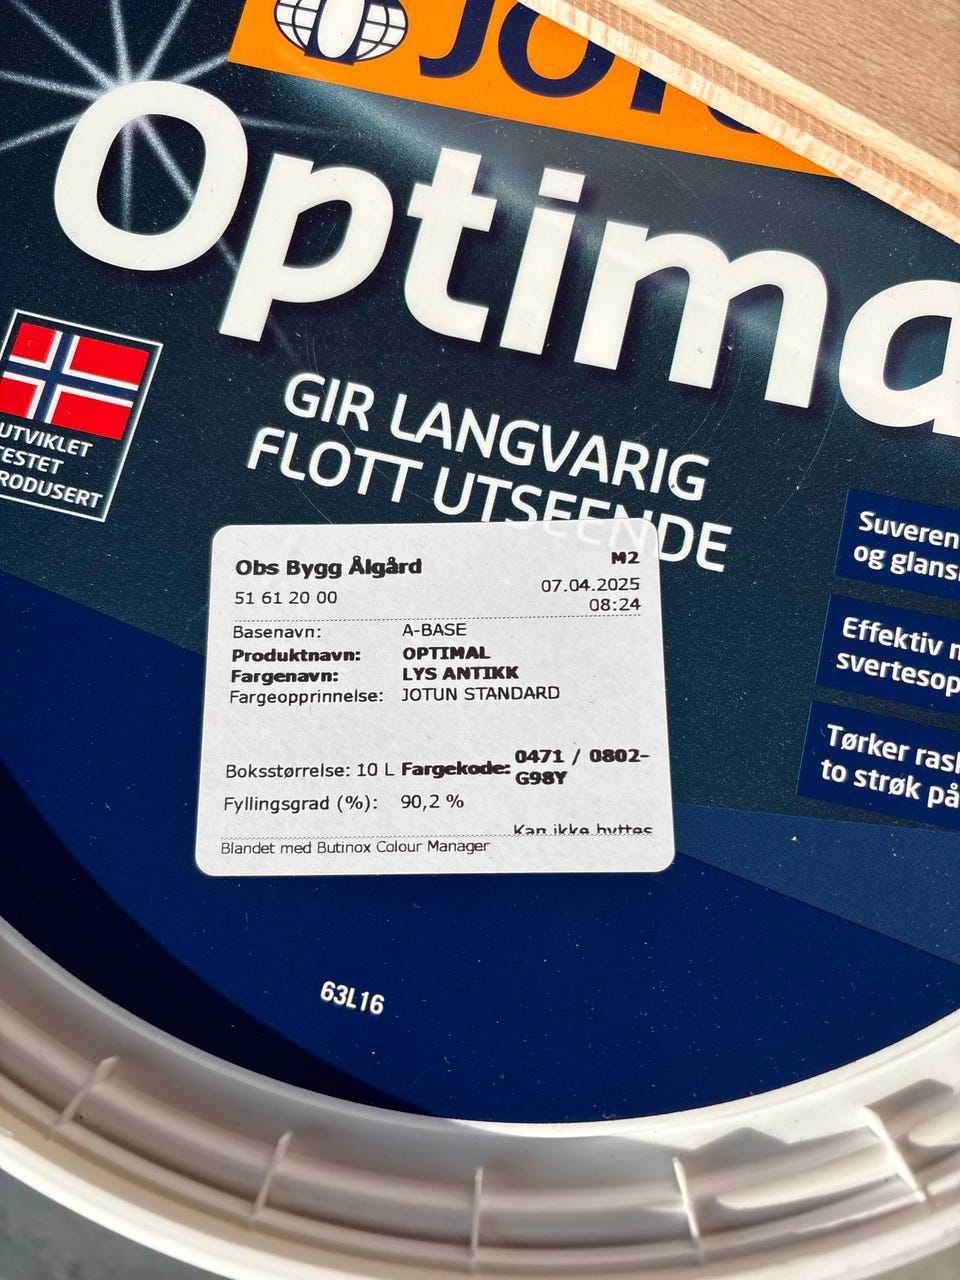 JOTU
Optima
UTVIKLET
TESTET
PRODUSERT
GIR LANGVARIG
FLOTT UTSEENDE
Suveren
og glans
Effektiv
svertesop
Tørker ras
to strøk på
Obs Bygg Ålgård
M2
51 61 20 00
07.04.2025
08:24
Basenavn: A-BASE
Produktnavn: OPTIMAL
Fargenavn: LYS ANTIKK
Fargeopprinnelse: JOTUN STANDARD
Boksstørrelse: 10 L Fargekode: 0471 / 0802-
G98Y
Fyllingsgrad (%): 90,2 %
Kan ikke byttes
Blandet med Butinox Colour Manager
63L16